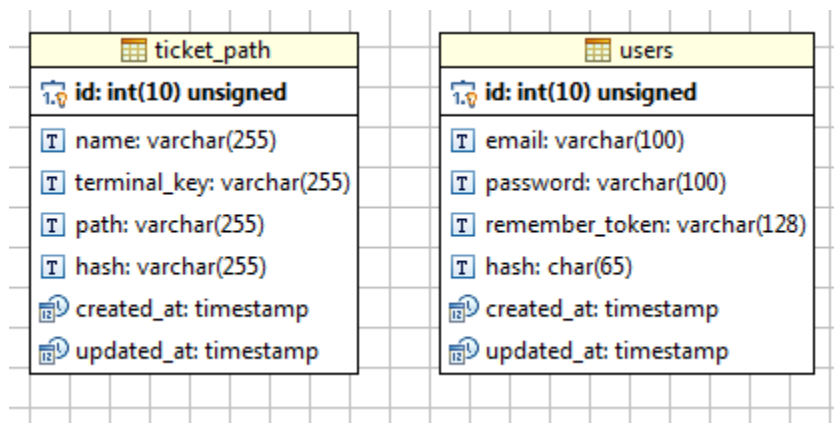 ticket_path
id: int(10) unsigned
name: varchar(255)
terminal_key: varchar(255)
path: varchar(255)
hash: varchar(255)
created_at: timestamp
updated_at: timestamp
users
id: int(10) unsigned
email: varchar(100)
password: varchar(100)
remember_token: varchar(128)
hash: char(65)
created_at: timestamp
updated_at: timestamp